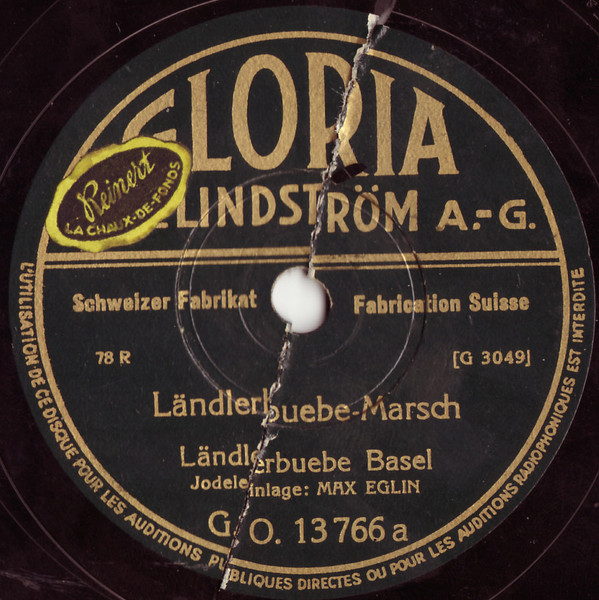 GLORIA
LINDSTRÖM A.-G.
Reinert
LA CHAUX-DE-FONDS
Schweizer Fabrikat
Fabrication Suisse
78 R
[G 3049]
Ländlerbuebe-Marsch
Ländlerbuebe Basel
Jodeleinlage: MAX EGLIN
G. O. 13766 a
L'UTILISATION DE CE DISQUE POUR LES AUDITIONS PUBLIQUES DIRECTES OU POUR LES AUDITIONS RADIOPHONIQUES EST INTERDITE